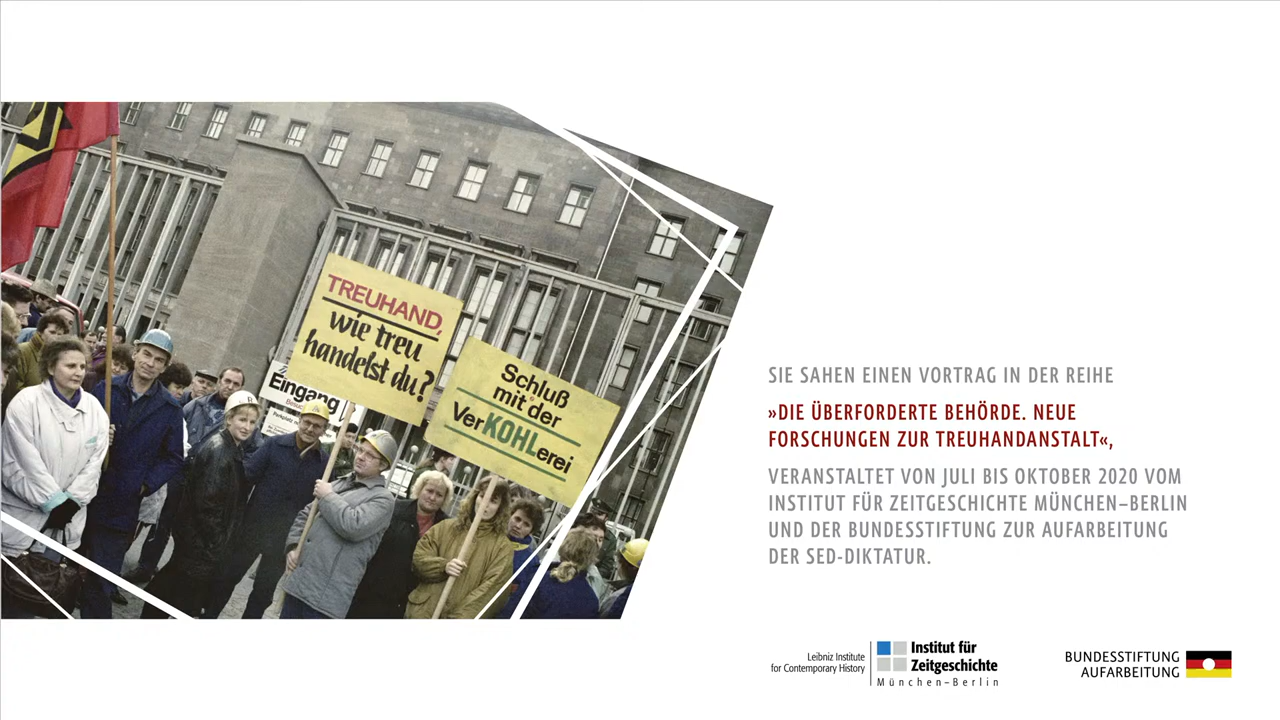 TREUHAND,
wie treu
handelst du?
Schluß
mit der
VerKOHLerei
Eingang
SIE SAHEN EINEN VORTRAG IN DER REIHE
»DIE ÜBERFORDERTE BEHÖRDE. NEUE
FORSCHUNGEN ZUR TREUHANDANSTALT«,
VERANSTALTET VON JULI BIS OKTOBER 2020 VOM
INSTITUT FÜR ZEITGESCHICHTE MÜNCHEN–BERLIN
UND DER BUNDESSTIFTUNG ZUR AUFARBEITUNG
DER SED-DIKTATUR.
Leibniz Institute
for Contemporary History
Institut für
Zeitgeschichte
München–Berlin
BUNDESSTIFTUNG
AUFARBEITUNG